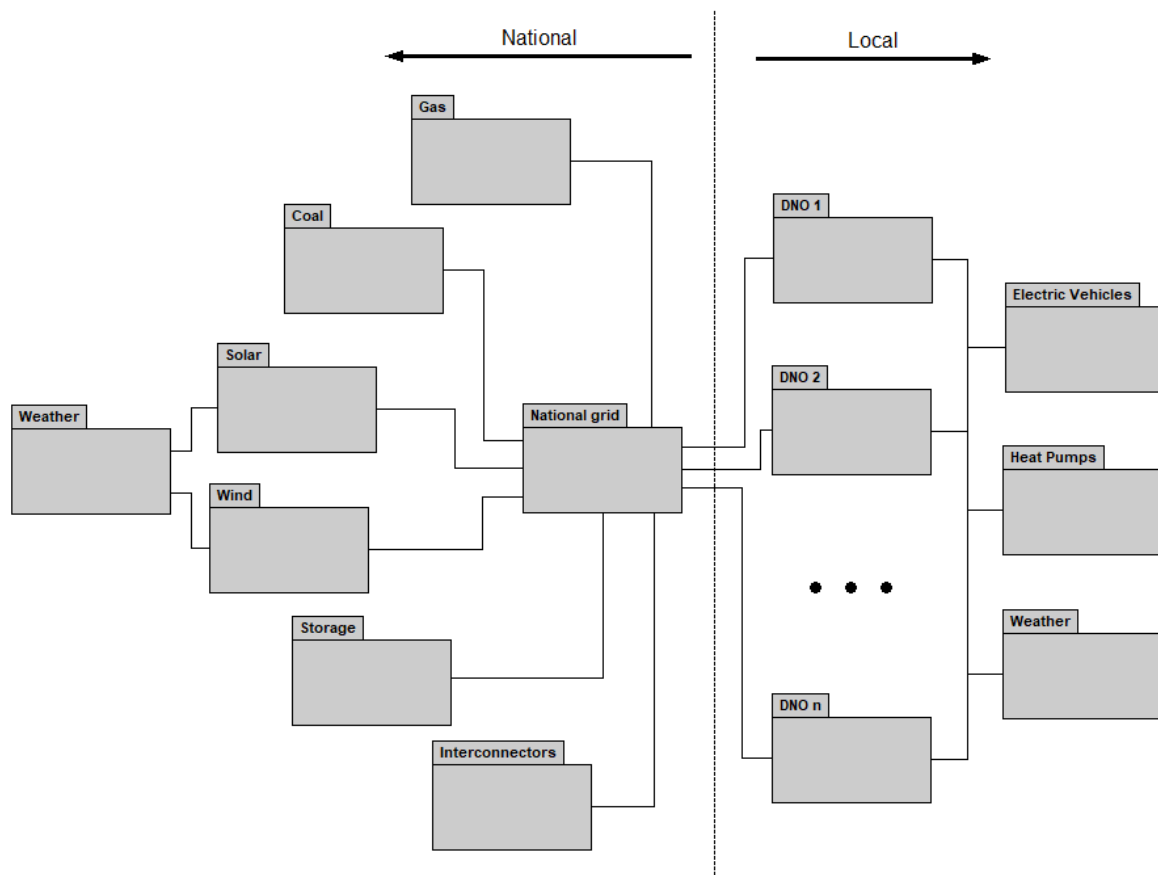 National
Local
Gas
DNO 1
Coal
Electric Vehicles
Solar
DNO 2
Weather
National grid
Heat Pumps
Wind
Storage
Weather
DNO n
Interconnectors